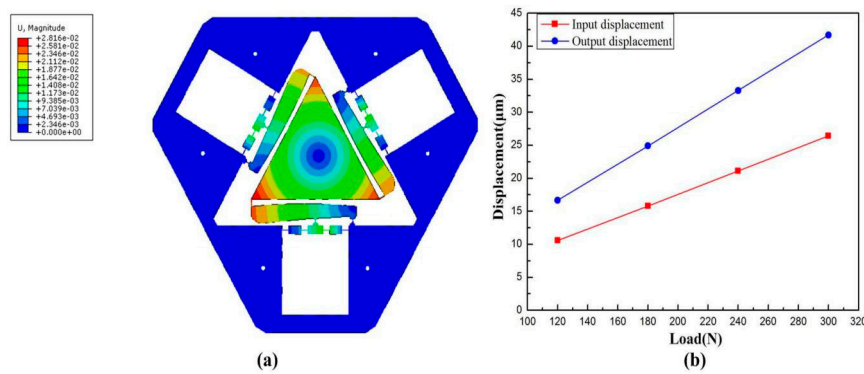 U, Magnitude
+2.816e-02
+2.581e-02
+2.346e-02
+2.112e-02
+1.877e-02
+1.642e-02
+1.408e-02
+1.173e-02
+9.385e-03
+7.039e-03
+4.693e-03
+2.346e-03
+0.000e+00
(a)
Input displacement
Output displacement
Displacement(μm)
45
40
35
30
25
20
15
10
5
0
100 120 140 160 180 200 220 240 260 280 300 320
Load(N)
(b)